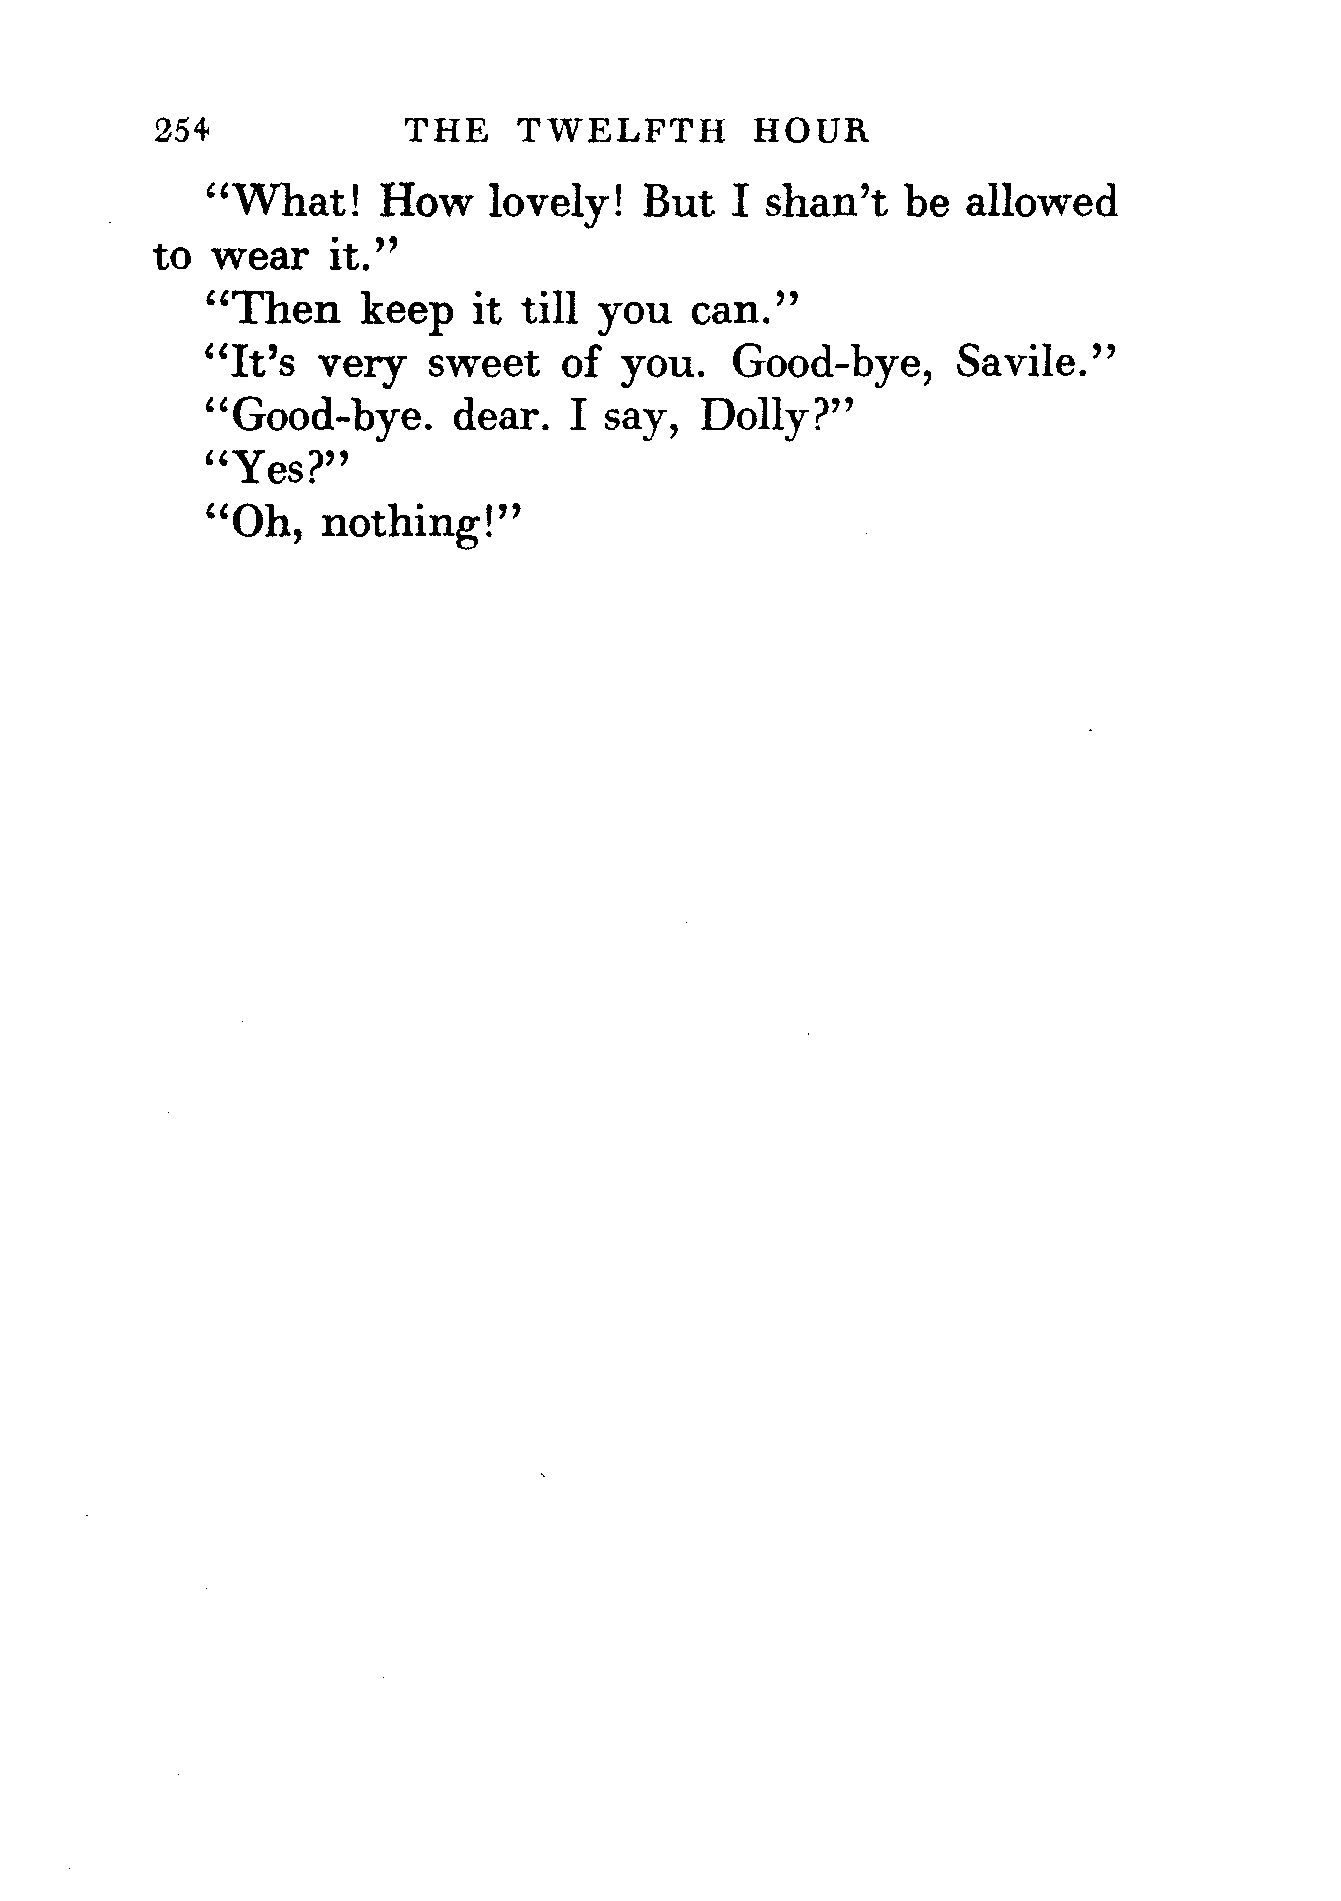 254 THE TWELFTH HOUR
“What! How lovely! But I shan’t be allowed
to wear it.”
“Then keep it till you can.”
“It’s very sweet of you. Good-bye, Savile.”
“Good-bye. dear. I say, Dolly?”
“Yes?”
“Oh, nothing!”